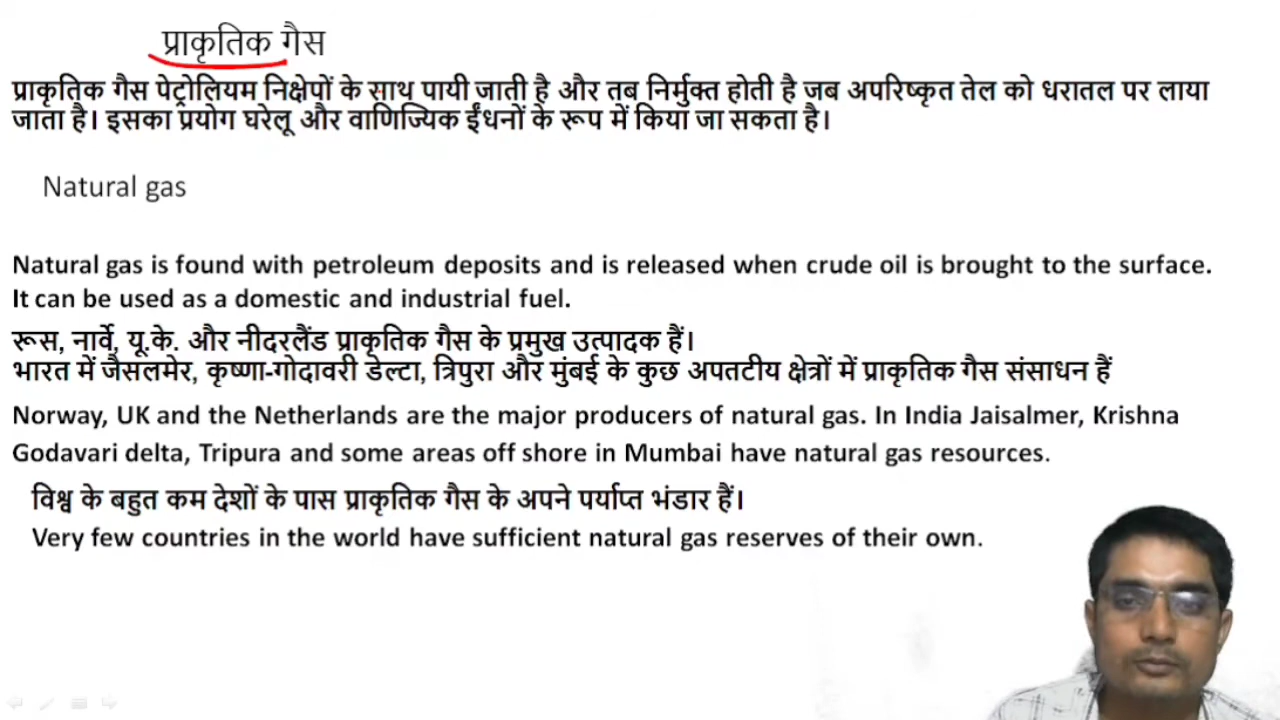 प्राकृतिक गैस
प्राकृतिक गैस पेट्रोलियम निक्षेपों के साथ पायी जाती है और तब निर्मुक्त होती है जब अपरिष्कृत तेल को धरातल पर लाया
जाता है। इसका प्रयोग घरेलू और वाणिज्यिक ईंधनों के रूप में किया जा सकता है।
Natural gas
Natural gas is found with petroleum deposits and is released when crude oil is brought to the surface.
It can be used as a domestic and industrial fuel.
रूस, नार्वे, यू.के. और नीदरलैंड प्राकृतिक गैस के प्रमुख उत्पादक हैं।
भारत में जैसलमेर, कृष्णा-गोदावरी डेल्टा, त्रिपुरा और मुंबई के कुछ अपतटीय क्षेत्रों में प्राकृतिक गैस संसाधन हैं
Norway, UK and the Netherlands are the major producers of natural gas. In India Jaisalmer, Krishna
Godavari delta, Tripura and some areas off shore in Mumbai have natural gas resources.
विश्व के बहुत कम देशों के पास प्राकृतिक गैस के अपने पर्याप्त भंडार हैं।
Very few countries in the world have sufficient natural gas reserves of their own.